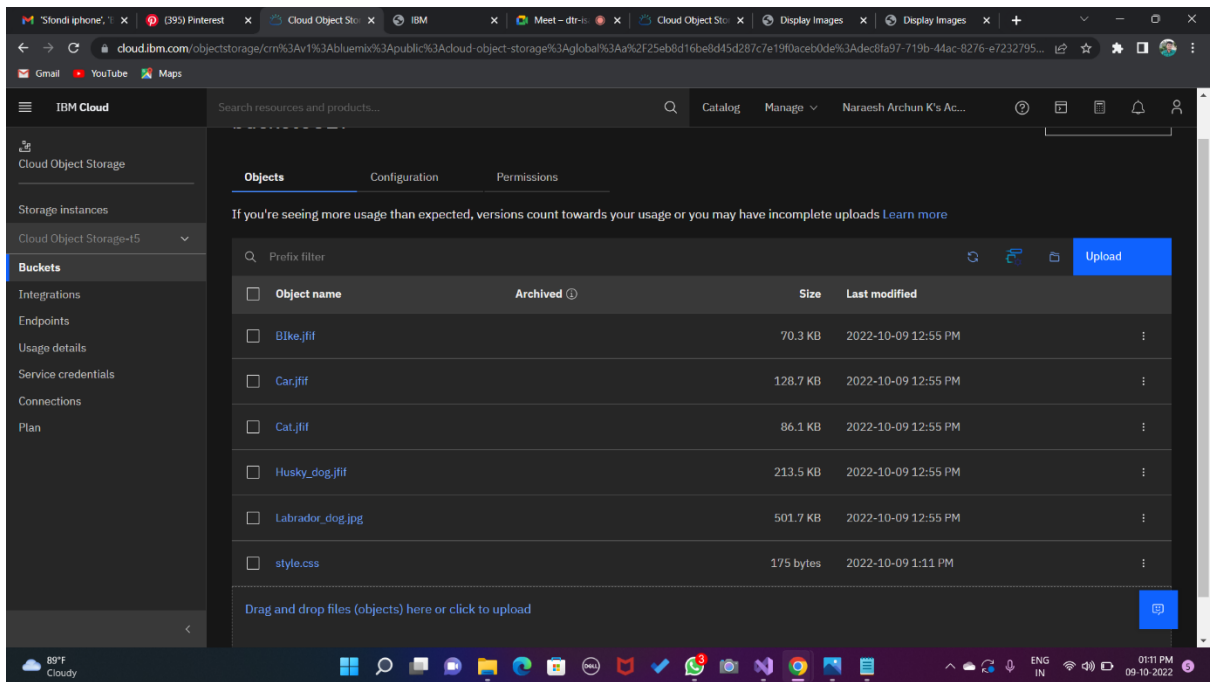 'Sfondi iphone', 'I
(395) Pinterest
Cloud Object Stor
IBM
Meet – dtr-is
Cloud Object Stor
Display Images
Display Images
cloud.ibm.com/objectstorage/crn%3Av1%3Abluemix%3Apublic%3Acloud-object-storage%3Aglobal%3Aa%2F25eb8d16be8d45d287c7e19f0aceb0de%3Adec8fa97-719b-44ac-8276-e7232795...
Gmail YouTube Maps
IBM Cloud
Search resources and products...
Catalog Manage Naraesh Archun K's Ac...
Cloud Object Storage
Storage instances
Cloud Object Storage-t5
Buckets
Integrations
Endpoints
Usage details
Service credentials
Connections
Plan
Objects Configuration Permissions
If you're seeing more usage than expected, versions count towards your usage or you may have incomplete uploads Learn more
Prefix filter
Upload
Object name Archived Size Last modified
BIke.jfif 70.3 KB 2022-10-09 12:55 PM
Car.jfif 128.7 KB 2022-10-09 12:55 PM
Cat.jfif 86.1 KB 2022-10-09 12:55 PM
Husky_dog.jfif 213.5 KB 2022-10-09 12:55 PM
Labrador_dog.jpg 501.7 KB 2022-10-09 12:55 PM
style.css 175 bytes 2022-10-09 1:11 PM
Drag and drop files (objects) here or click to upload
89°F
Cloudy
DELL
3
ENG
IN
01:11 PM
09-10-2022
5